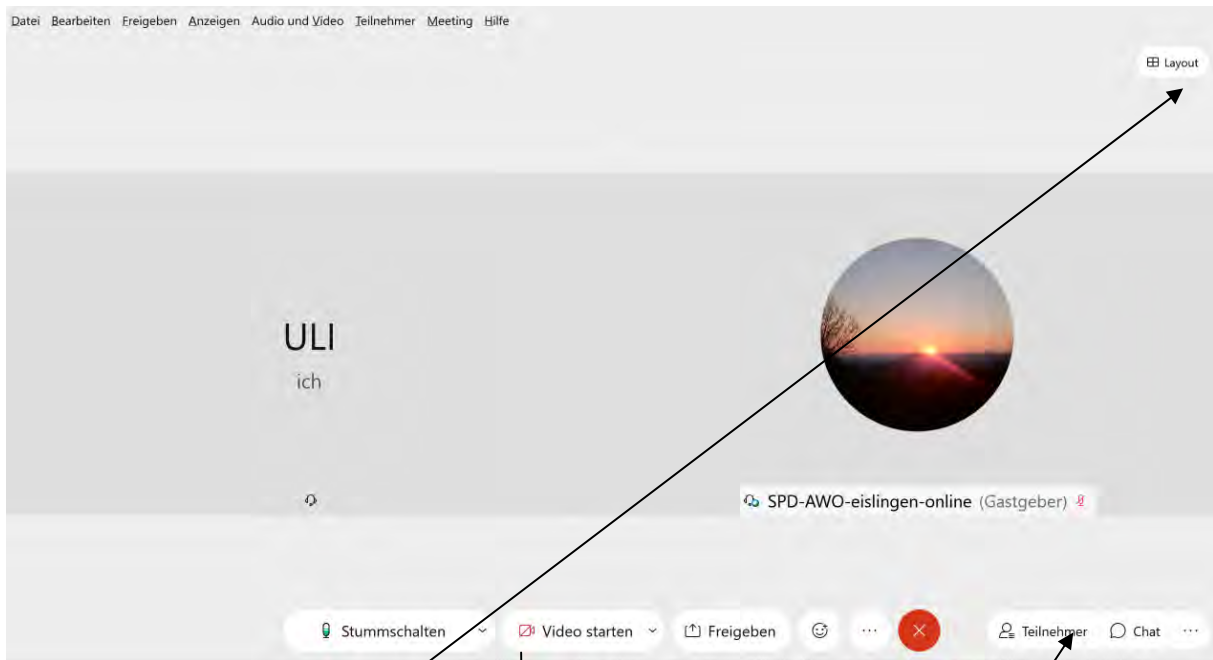 Datei Bearbeiten Freigeben Anzeigen Audio und Video Teilnehmer Meeting Hilfe
Layout
ULI
ich
SPD-AWO-eislingen-online (Gastgeber)
Stummschalten Video starten Freigeben ... Teilnehmer Chat ...